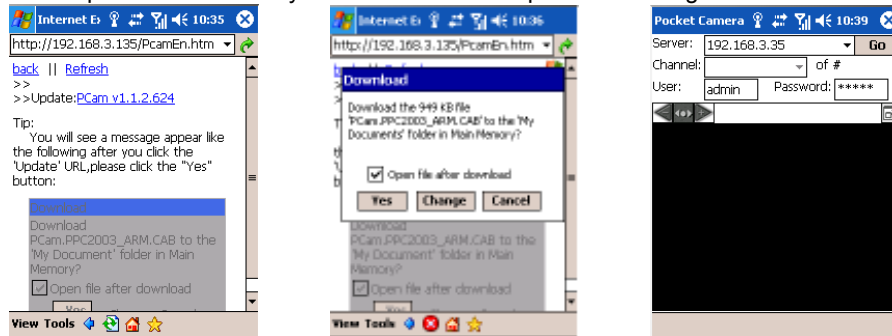 Internet E 10:35
http://192.168.3.135/PcamEn.htm
back || Refresh
>>
>>Update:PCam v1.1.2.624
Tip:
You will see a message appear like
the following after you click the
'Update' URL,please click the "Yes"
button:
Download
PCam.PPC2003_ARM.CAB to the
'My Document' folder in Main
Memory?
Open file after download
Yes
View Tools
Internet E 10:36
http://192.168.3.135/PcamEn.htm
Download
Download the 949 KB file
'PCam.PPC2003_ARM.CAB' to the 'My
Documents' folder in Main Memory?
Open file after download
Yes Change Cancel
Download
PCam.PPC2003_ARM.CAB to the
'My Document' folder in Main
Memory?
Open file after download
View Tools
Pocket Camera 10:39
Server: 192.168.3.35 Go
Channel: of #
User: admin Password: *****